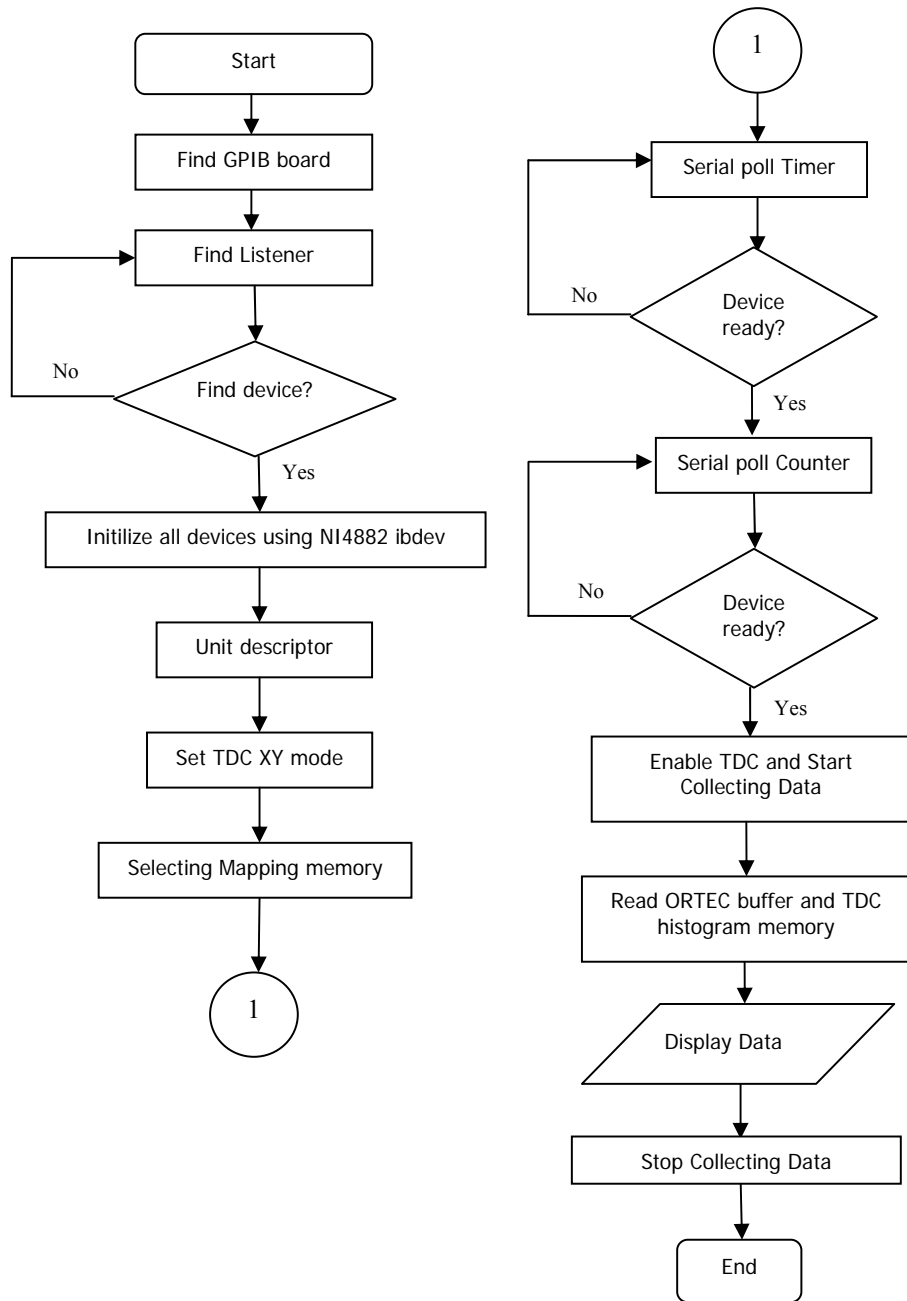 Start
Find GPIB board
Find Listener
No
Find device?
Yes
Initilize all devices using NI4882 ibdev
Unit descriptor
Set TDC XY mode
Selecting Mapping memory
1
1
Serial poll Timer
No
Device
ready?
Yes
Serial poll Counter
No
Device
ready?
Yes
Enable TDC and Start
Collecting Data
Read ORTEC buffer and TDC
histogram memory
Display Data
Stop Collecting Data
End